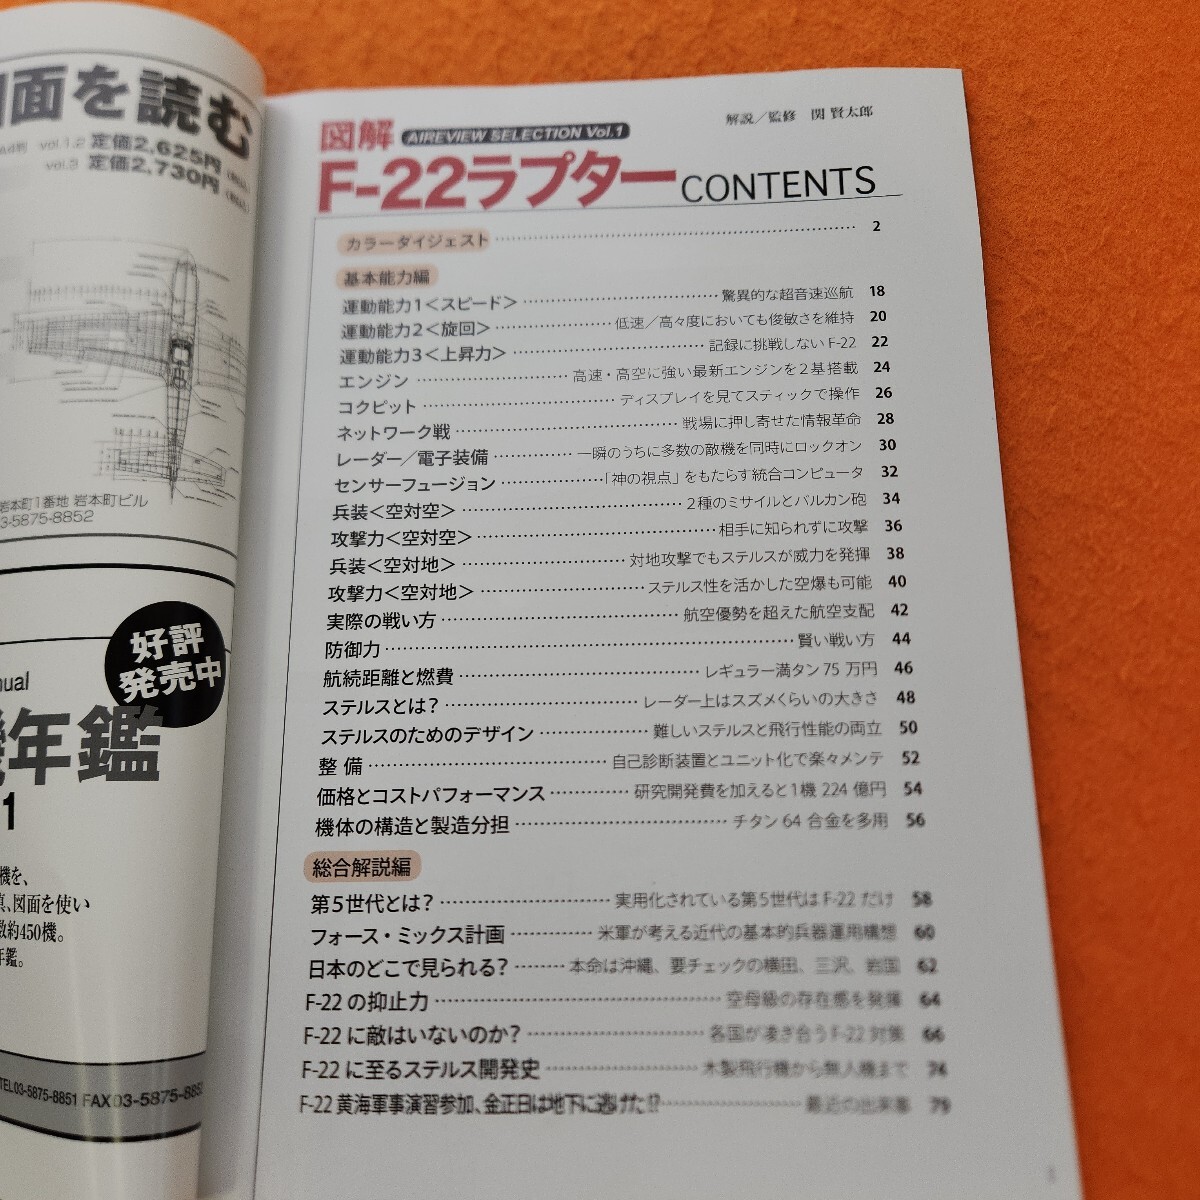 図面を読む
vol.1.2 定価2,625円(税込)
vol.3 定価2,730円(税込)
岩本町1番地 岩本町ビル
03-5875-8852
好評
発売中
nual
機年鑑
1
機を、
真、図面を使い
数約450機。
年鑑。
TEL03-5875-8851 FAX03-5875-8852
図解 AIREVIEW SELECTION Vol.1
解説／監修 関 賢太郎
F-22ラプター CONTENTS
カラーダイジェスト 2
基本能力編
運動能力1＜スピード＞ 驚異的な超音速巡航 18
運動能力2＜旋回＞ 低速／高々度においても俊敏さを維持 20
運動能力3＜上昇力＞ 記録に挑戦しない F-22 22
エンジン 高速・高空に強い最新エンジンを2基搭載 24
コクピット ディスプレイを見てスティックで操作 26
ネットワーク戦 戦場に押し寄せた情報革命 28
レーダー／電子装備 一瞬のうちに多数の敵機を同時にロックオン 30
センサーフュージョン 「神の視点」をもたらす統合コンピュータ 32
兵装＜空対空＞ 2種のミサイルとバルカン砲 34
攻撃力＜空対空＞ 相手に知られずに攻撃 36
兵装＜空対地＞ 対地攻撃でもステルスが威力を発揮 38
攻撃力＜空対地＞ ステルス性を活かした空爆も可能 40
実際の戦い方 航空優勢を超えた航空支配 42
防御力 賢い戦い方 44
航続距離と燃費 レギュラー満タン 75 万円 46
ステルスとは？ レーダー上はスズメくらいの大きさ 48
ステルスのためのデザイン 難しいステルスと飛行性能の両立 50
整 備 自己診断装置とユニット化で楽々メンテ 52
価格とコストパフォーマンス 研究開発費を加えると1機 224 億円 54
機体の構造と製造分担 チタン 64 合金を多用 56
総合解説編
第5世代とは？ 実用化されている第5世代は F-22 だけ 58
フォース・ミックス計画 米軍が考える近代の基本的兵器運用構想 60
日本のどこで見られる？ 本命は沖縄、要チェックの横田、三沢、岩国 62
F-22 の抑止力 空母級の存在感を発揮 64
F-22 に敵はいないのか？ 各国が凌ぎ合う F-22 対策 66
F-22 に至るステルス開発史 木製飛行機から無人機まで 74
F-22 黄海軍事演習参加、金正日は地下に逃げた!? 最近の出来事 79